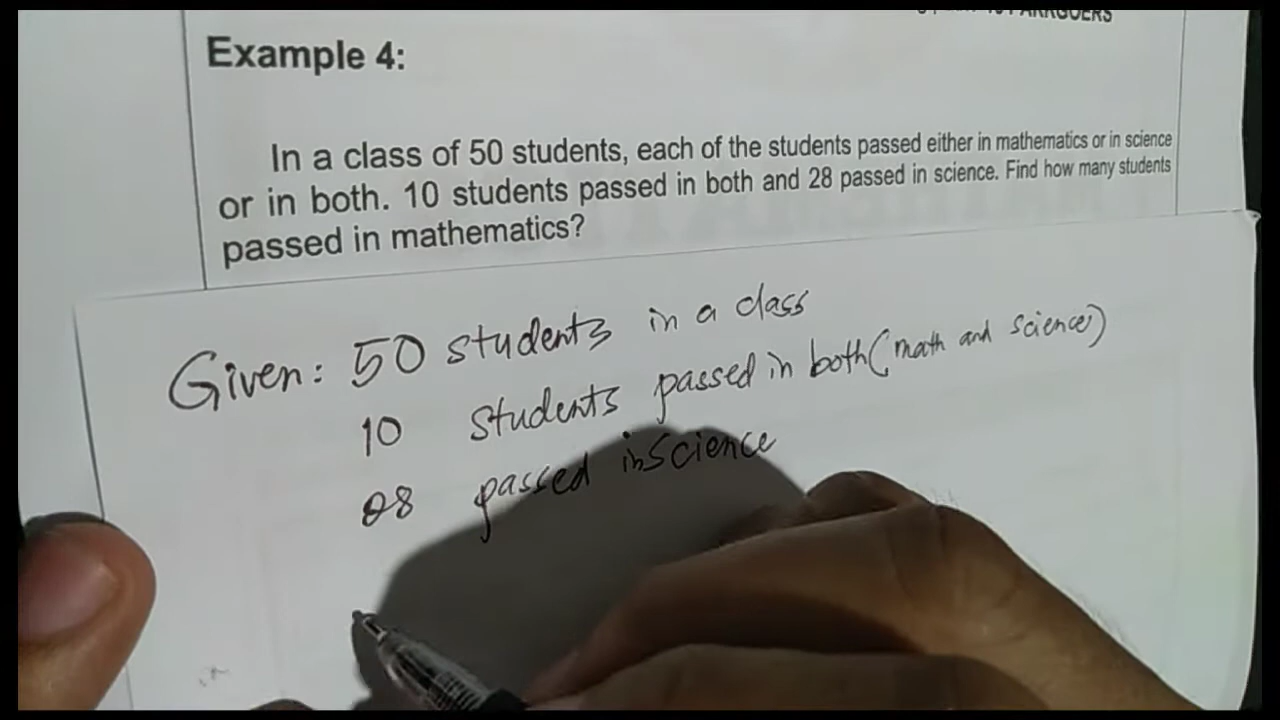 Example 4:
In a class of 50 students, each of the students passed either in mathematics or in science
or in both. 10 students passed in both and 28 passed in science. Find how many students
passed in mathematics?
Given: 50 students in a class
10 students passed in both (math and science)
28 passed in science